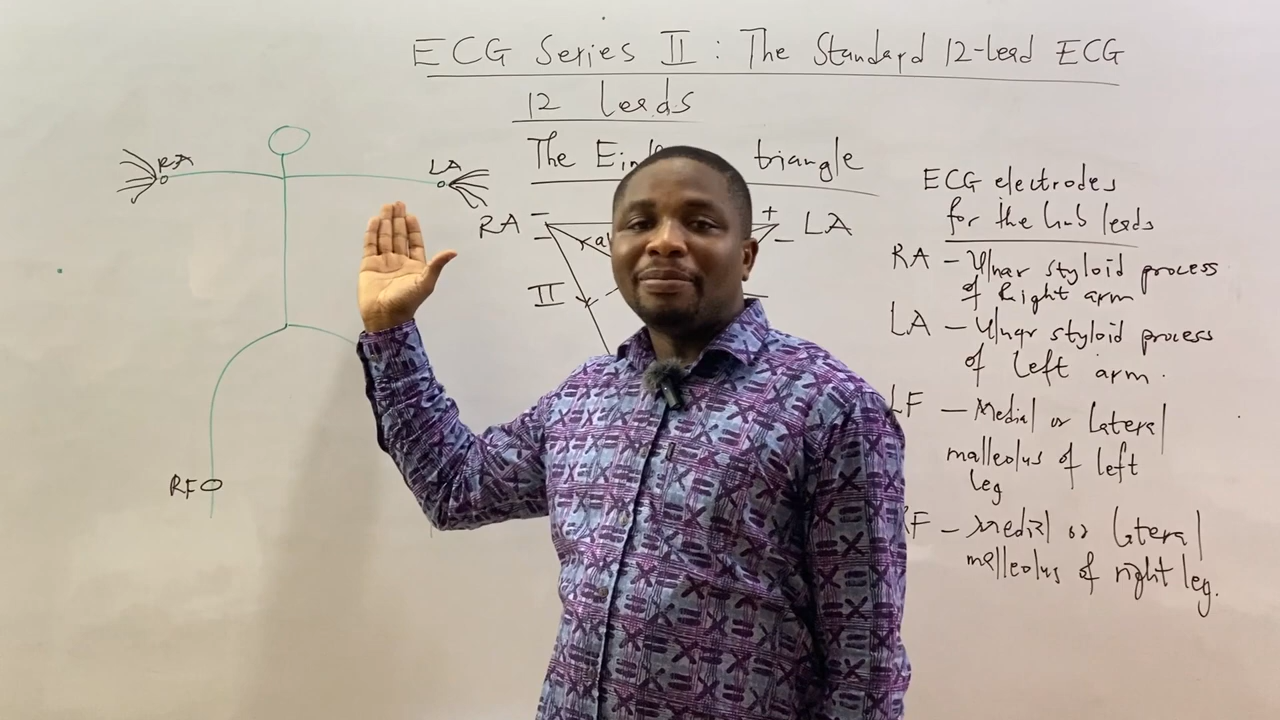 ECG Series II : The Standard 12-lead ECG
12 leads
The Ein triangle
RA
LA
RF
RA − + LA
− −
II
ECG electrodes
for the limb leads
RA – Ulnar styloid process
of Right arm
LA – Ulnar styloid process
of left arm.
LF – Medial or lateral
malleolus of left
leg
RF – Medial or lateral
malleolus of right leg.